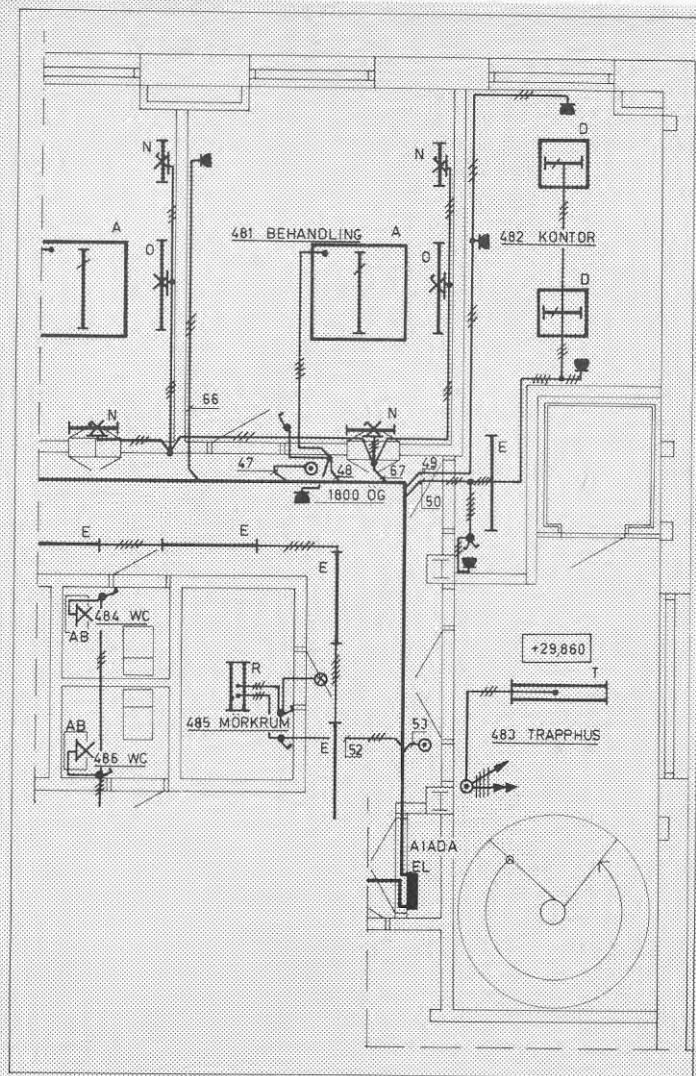 D
N
N
A
481 BEHANDLING
A
482 KONTOR
O
O
D
66
N
N
E
47
48
67
49
1800 OG
50
E
E
E
484 WC
AB
+29,860
R
T
AB
485 MÖRKRUM
E
52
53
483 TRAPPHUS
486 WC
A1ADA
EL